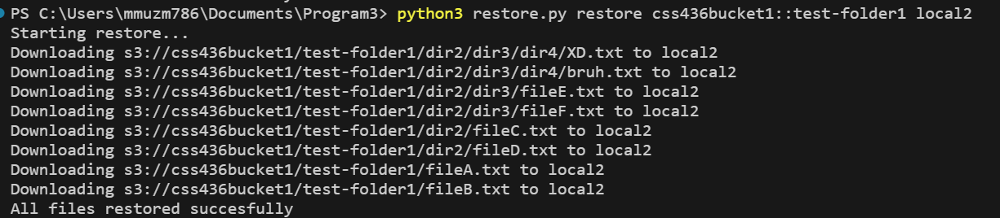 PS C:\Users\mmuzm786\Documents\Program3> python3 restore.py restore css436bucket1::test-folder1 local2
Starting restore...
Downloading s3://css436bucket1/test-folder1/dir2/dir3/dir4/XD.txt to local2
Downloading s3://css436bucket1/test-folder1/dir2/dir3/dir4/bruh.txt to local2
Downloading s3://css436bucket1/test-folder1/dir2/dir3/fileE.txt to local2
Downloading s3://css436bucket1/test-folder1/dir2/dir3/fileF.txt to local2
Downloading s3://css436bucket1/test-folder1/dir2/fileC.txt to local2
Downloading s3://css436bucket1/test-folder1/dir2/fileD.txt to local2
Downloading s3://css436bucket1/test-folder1/fileA.txt to local2
Downloading s3://css436bucket1/test-folder1/fileB.txt to local2
All files restored succesfully